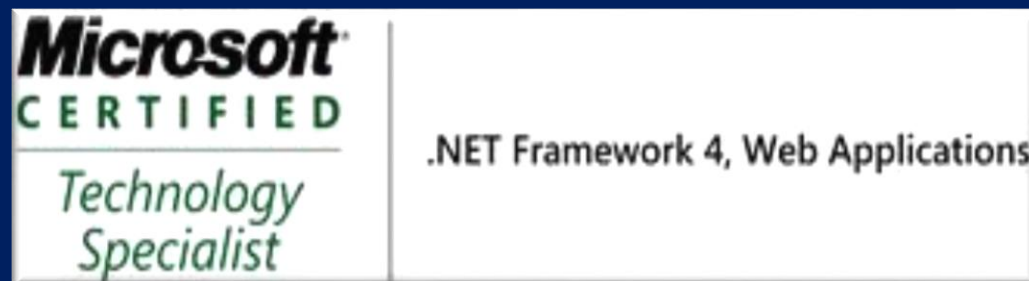 Microsoft
CERTIFIED
Technology
Specialist
.NET Framework 4, Web Applications